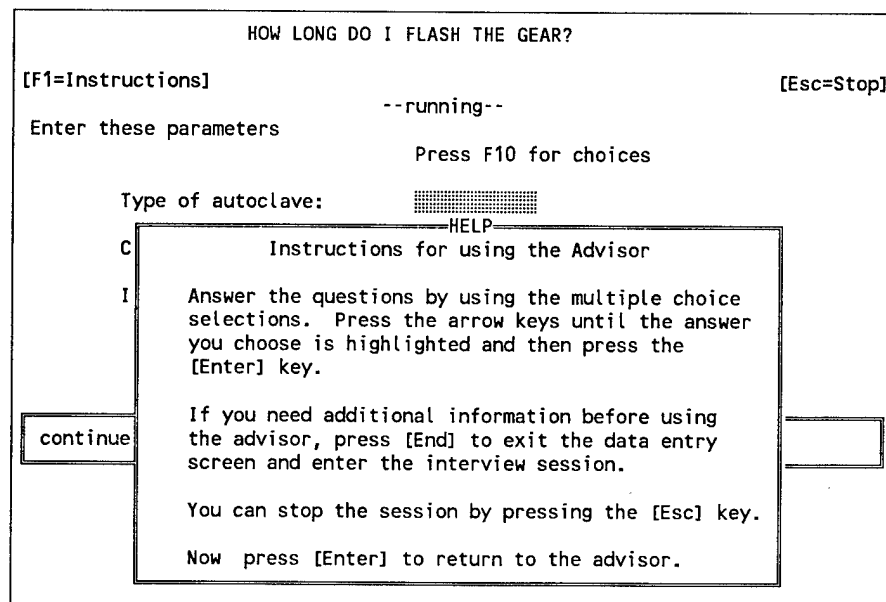 HOW LONG DO I FLASH THE GEAR?
[F1=Instructions] [Esc=Stop]
--running--
Enter these parameters
Press F10 for choices
Type of autoclave:
HELP
C
Instructions for using the Advisor
I
Answer the questions by using the multiple choice
selections. Press the arrow keys until the answer
you choose is highlighted and then press the
[Enter] key.
If you need additional information before using
continue
the advisor, press [End] to exit the data entry
screen and enter the interview session.
You can stop the session by pressing the [Esc] key.
Now press [Enter] to return to the advisor.